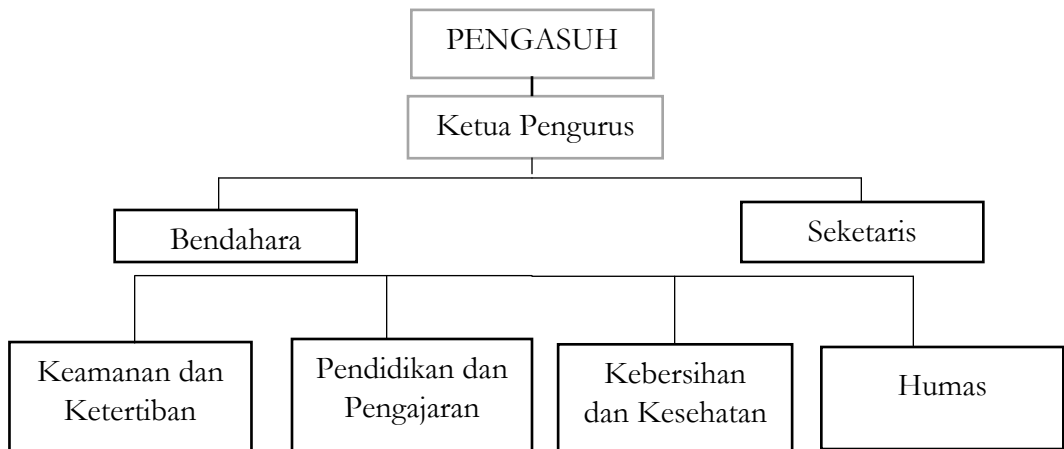 PENGASUH
Ketua Pengurus
Bendahara
Seketaris
Keamanan dan
Ketertiban
Pendidikan dan
Pengajaran
Kebersihan
dan Kesehatan
Humas